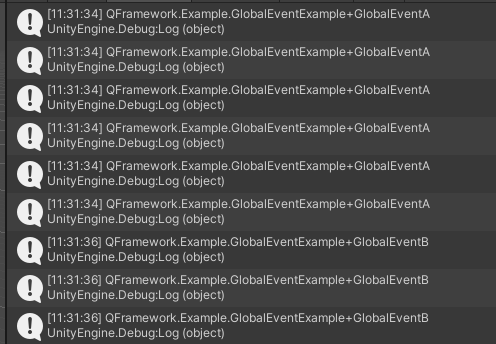 [11:31:34] QFramework.Example.GlobalEventExample+GlobalEventA
UnityEngine.Debug:Log (object)
[11:31:34] QFramework.Example.GlobalEventExample+GlobalEventA
UnityEngine.Debug:Log (object)
[11:31:34] QFramework.Example.GlobalEventExample+GlobalEventA
UnityEngine.Debug:Log (object)
[11:31:34] QFramework.Example.GlobalEventExample+GlobalEventA
UnityEngine.Debug:Log (object)
[11:31:34] QFramework.Example.GlobalEventExample+GlobalEventA
UnityEngine.Debug:Log (object)
[11:31:34] QFramework.Example.GlobalEventExample+GlobalEventA
UnityEngine.Debug:Log (object)
[11:31:36] QFramework.Example.GlobalEventExample+GlobalEventB
UnityEngine.Debug:Log (object)
[11:31:36] QFramework.Example.GlobalEventExample+GlobalEventB
UnityEngine.Debug:Log (object)
[11:31:36] QFramework.Example.GlobalEventExample+GlobalEventB
UnityEngine.Debug:Log (object)